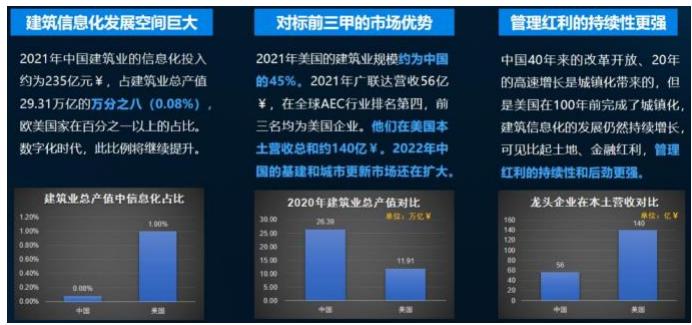 建筑信息化发展空间巨大
2021年中国建筑业的信息化投入
约为235亿元¥，占建筑业总产值
29.31万亿的万分之八（0.08%），
欧美国家在百分之一以上的占比。
数字化时代，此比例将继续提升。
建筑业总产值中信息化占比
1.20%
1.00%
0.80%
0.60%
0.40%
0.20%
0.00%
0.08%
1.00%
中国
美国
对标前三甲的市场优势
2021年美国的建筑业规模约为中国
的45%。2021年广联达营收56亿
¥，在全球AEC行业排名第四，前
三名均为美国企业。他们在美国本
土营收总和约140亿¥。2022年中
国的基建和城市更新市场还在扩大。
2020年建筑业总产值对比
单位：万亿¥
30.00
25.00
20.00
15.00
10.00
5.00
0.00
26.39
11.91
中国
美国
管理红利的持续性更强
中国40年来的改革开放、20年
的高速增长是城镇化带来的，但
是美国在100年前完成了城镇化，
建筑信息化的发展仍然持续增长，
可见比起土地、金融红利，管理
红利的持续性和后劲更强。
龙头企业在本土营收对比
单位：亿¥
160
140
120
100
80
60
40
20
0
56
140
中国
美国